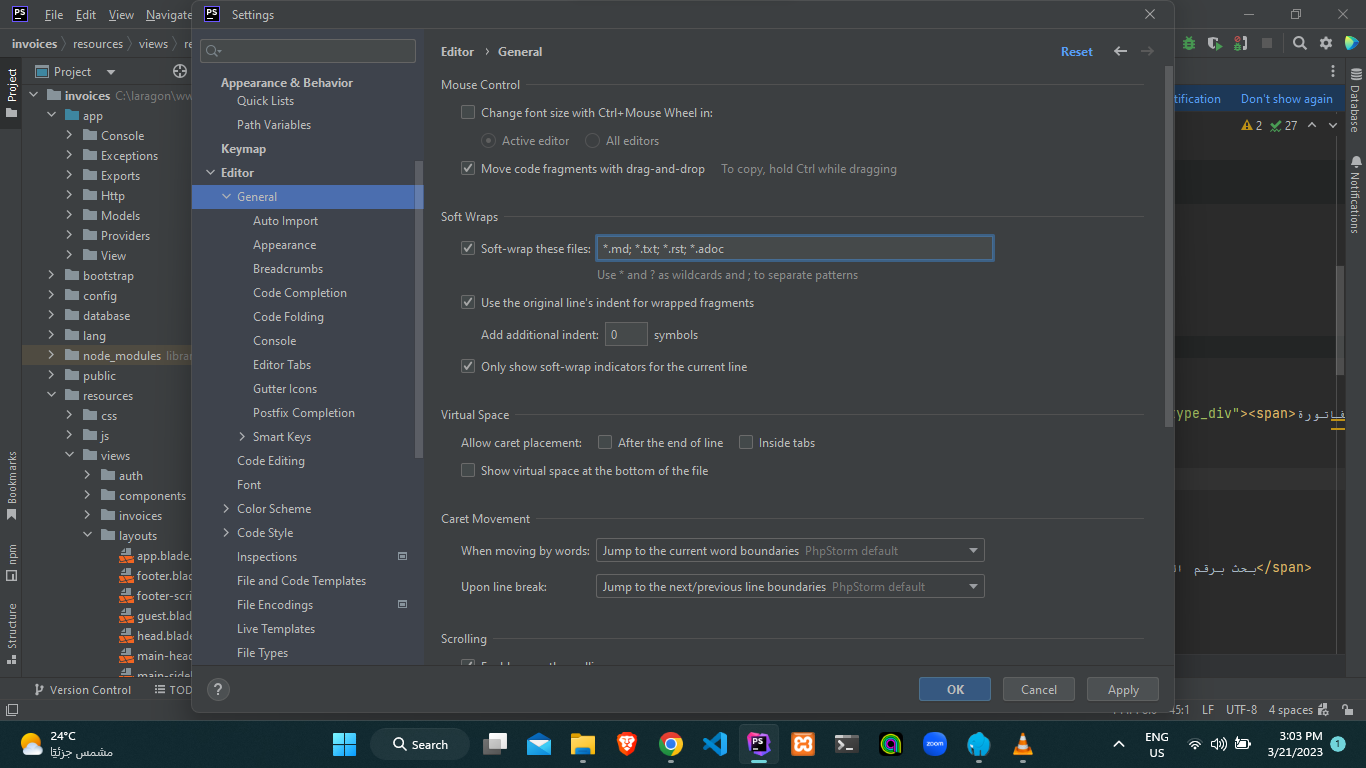 PS
File Edit View Navigate
PS Settings
invoices resources views
Editor › General
Reset
Project
Project
Appearance & Behavior
Quick Lists
Path Variables
Keymap
Editor
General
Auto Import
Appearance
Breadcrumbs
Code Completion
Code Folding
Console
Editor Tabs
Gutter Icons
Postfix Completion
Smart Keys
Code Editing
Font
Color Scheme
Code Style
Inspections
File and Code Templates
File Encodings
Live Templates
File Types
Mouse Control
Change font size with Ctrl+Mouse Wheel in:
Active editor All editors
Move code fragments with drag-and-drop To copy, hold Ctrl while dragging
Soft Wraps
Soft-wrap these files: *.md; *.txt; *.rst; *.adoc
Use * and ? as wildcards and ; to separate patterns
Use the original line's indent for wrapped fragments
Add additional indent: 0 symbols
Only show soft-wrap indicators for the current line
Virtual Space
Allow caret placement: After the end of line Inside tabs
Show virtual space at the bottom of the file
Caret Movement
When moving by words: Jump to the current word boundaries PhpStorm default
Upon line break: Jump to the next/previous line boundaries PhpStorm default
Scrolling
? OK Cancel Apply
invoices C:\laragon\ww
app
Console
Exceptions
Exports
Http
Models
Providers
View
bootstrap
config
database
lang
node_modules
public
resources
css
js
views
auth
components
invoices
layouts
app.blade.
footer.blad
footer-scri
guest.blad
head.blade
main-head
main-side
Bookmarks
npm
Structure
Don't show again
2 27
Database
Notifications
ype_div"><span>فاتورة
بحث برقم ال</span>
Version Control TOD
45:1 LF UTF-8 4 spaces
24°C
مشمس جزئيًا
Search
PS
zoom
ENG
US
3:03 PM
3/21/2023
1